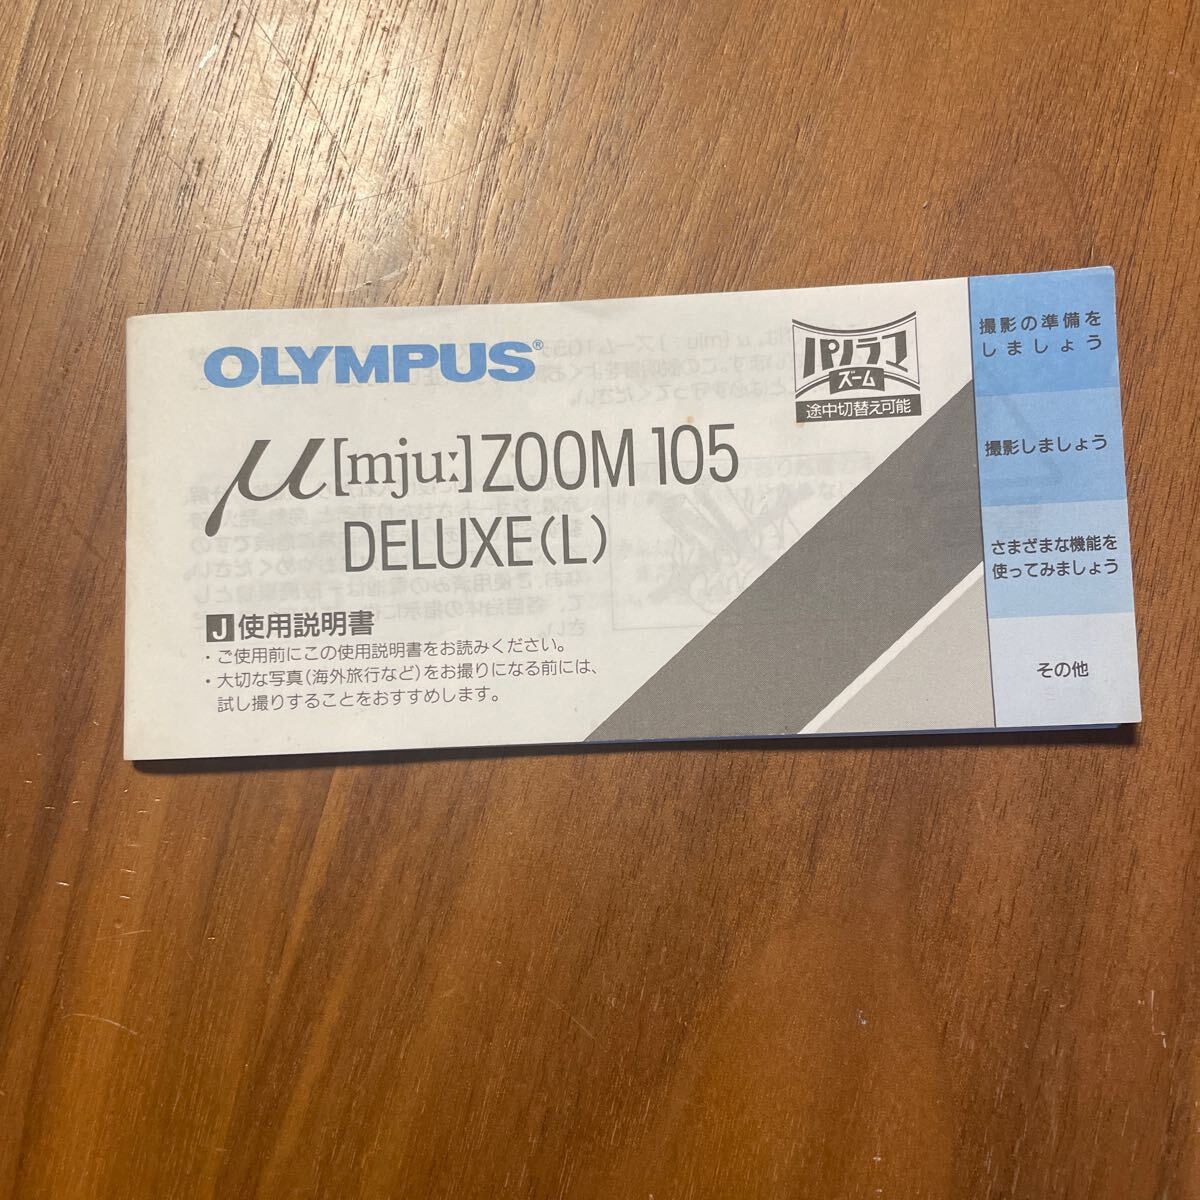 OLYMPUS®
μ[mju:]ZOOM 105
DELUXE(L)
J 使用説明書
・ご使用前にこの使用説明書をお読みください。
・大切な写真(海外旅行など)をお撮りになる前には、
試し撮りすることをおすすめします。
パノラマ
ズーム
途中切替え可能
撮影の準備を
しましょう
撮影しましょう
さまざまな機能を
使ってみましょう
その他